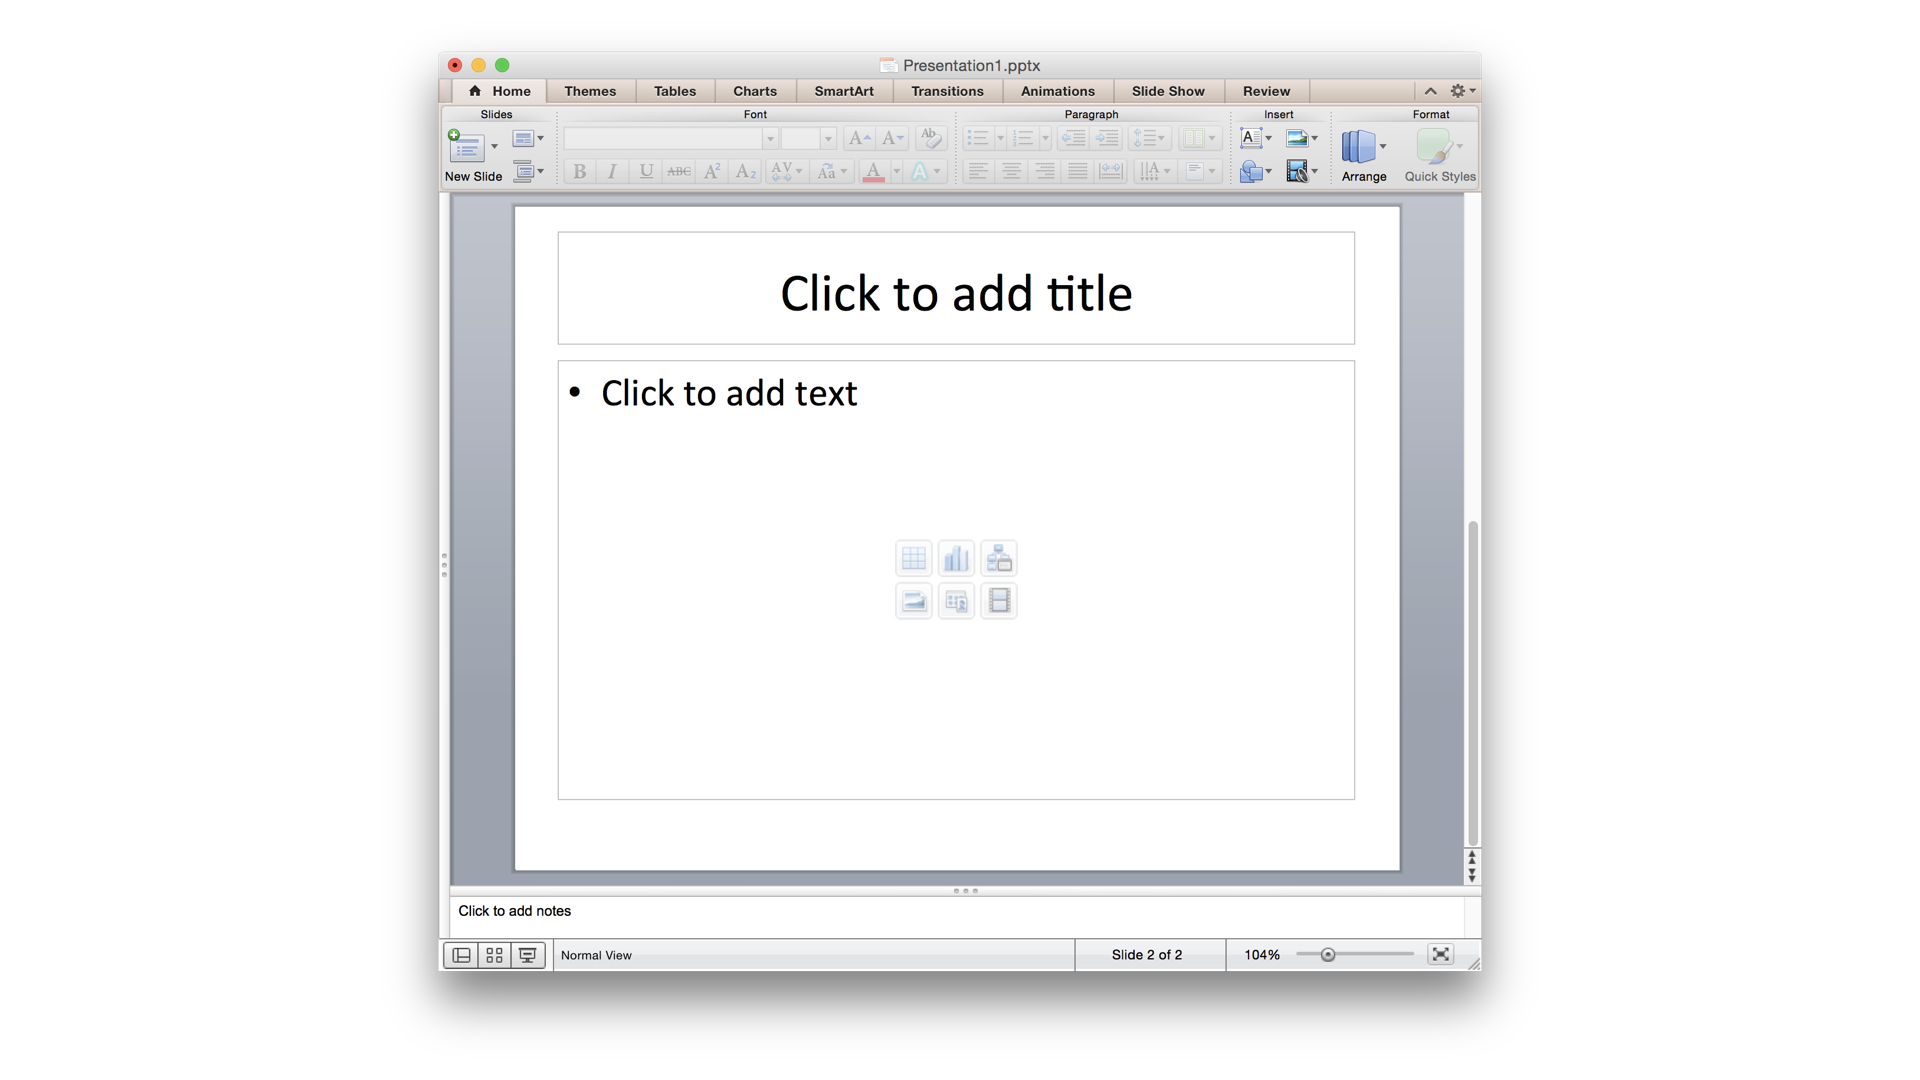 Presentation1.pptx
Home Themes Tables Charts SmartArt Transitions Animations Slide Show Review
Slides Font Paragraph Insert Format
New Slide
B I U ABC A2 A2 AV Aa A A
Arrange Quick Styles
Click to add title
• Click to add text
Click to add notes
Normal View Slide 2 of 2 104%